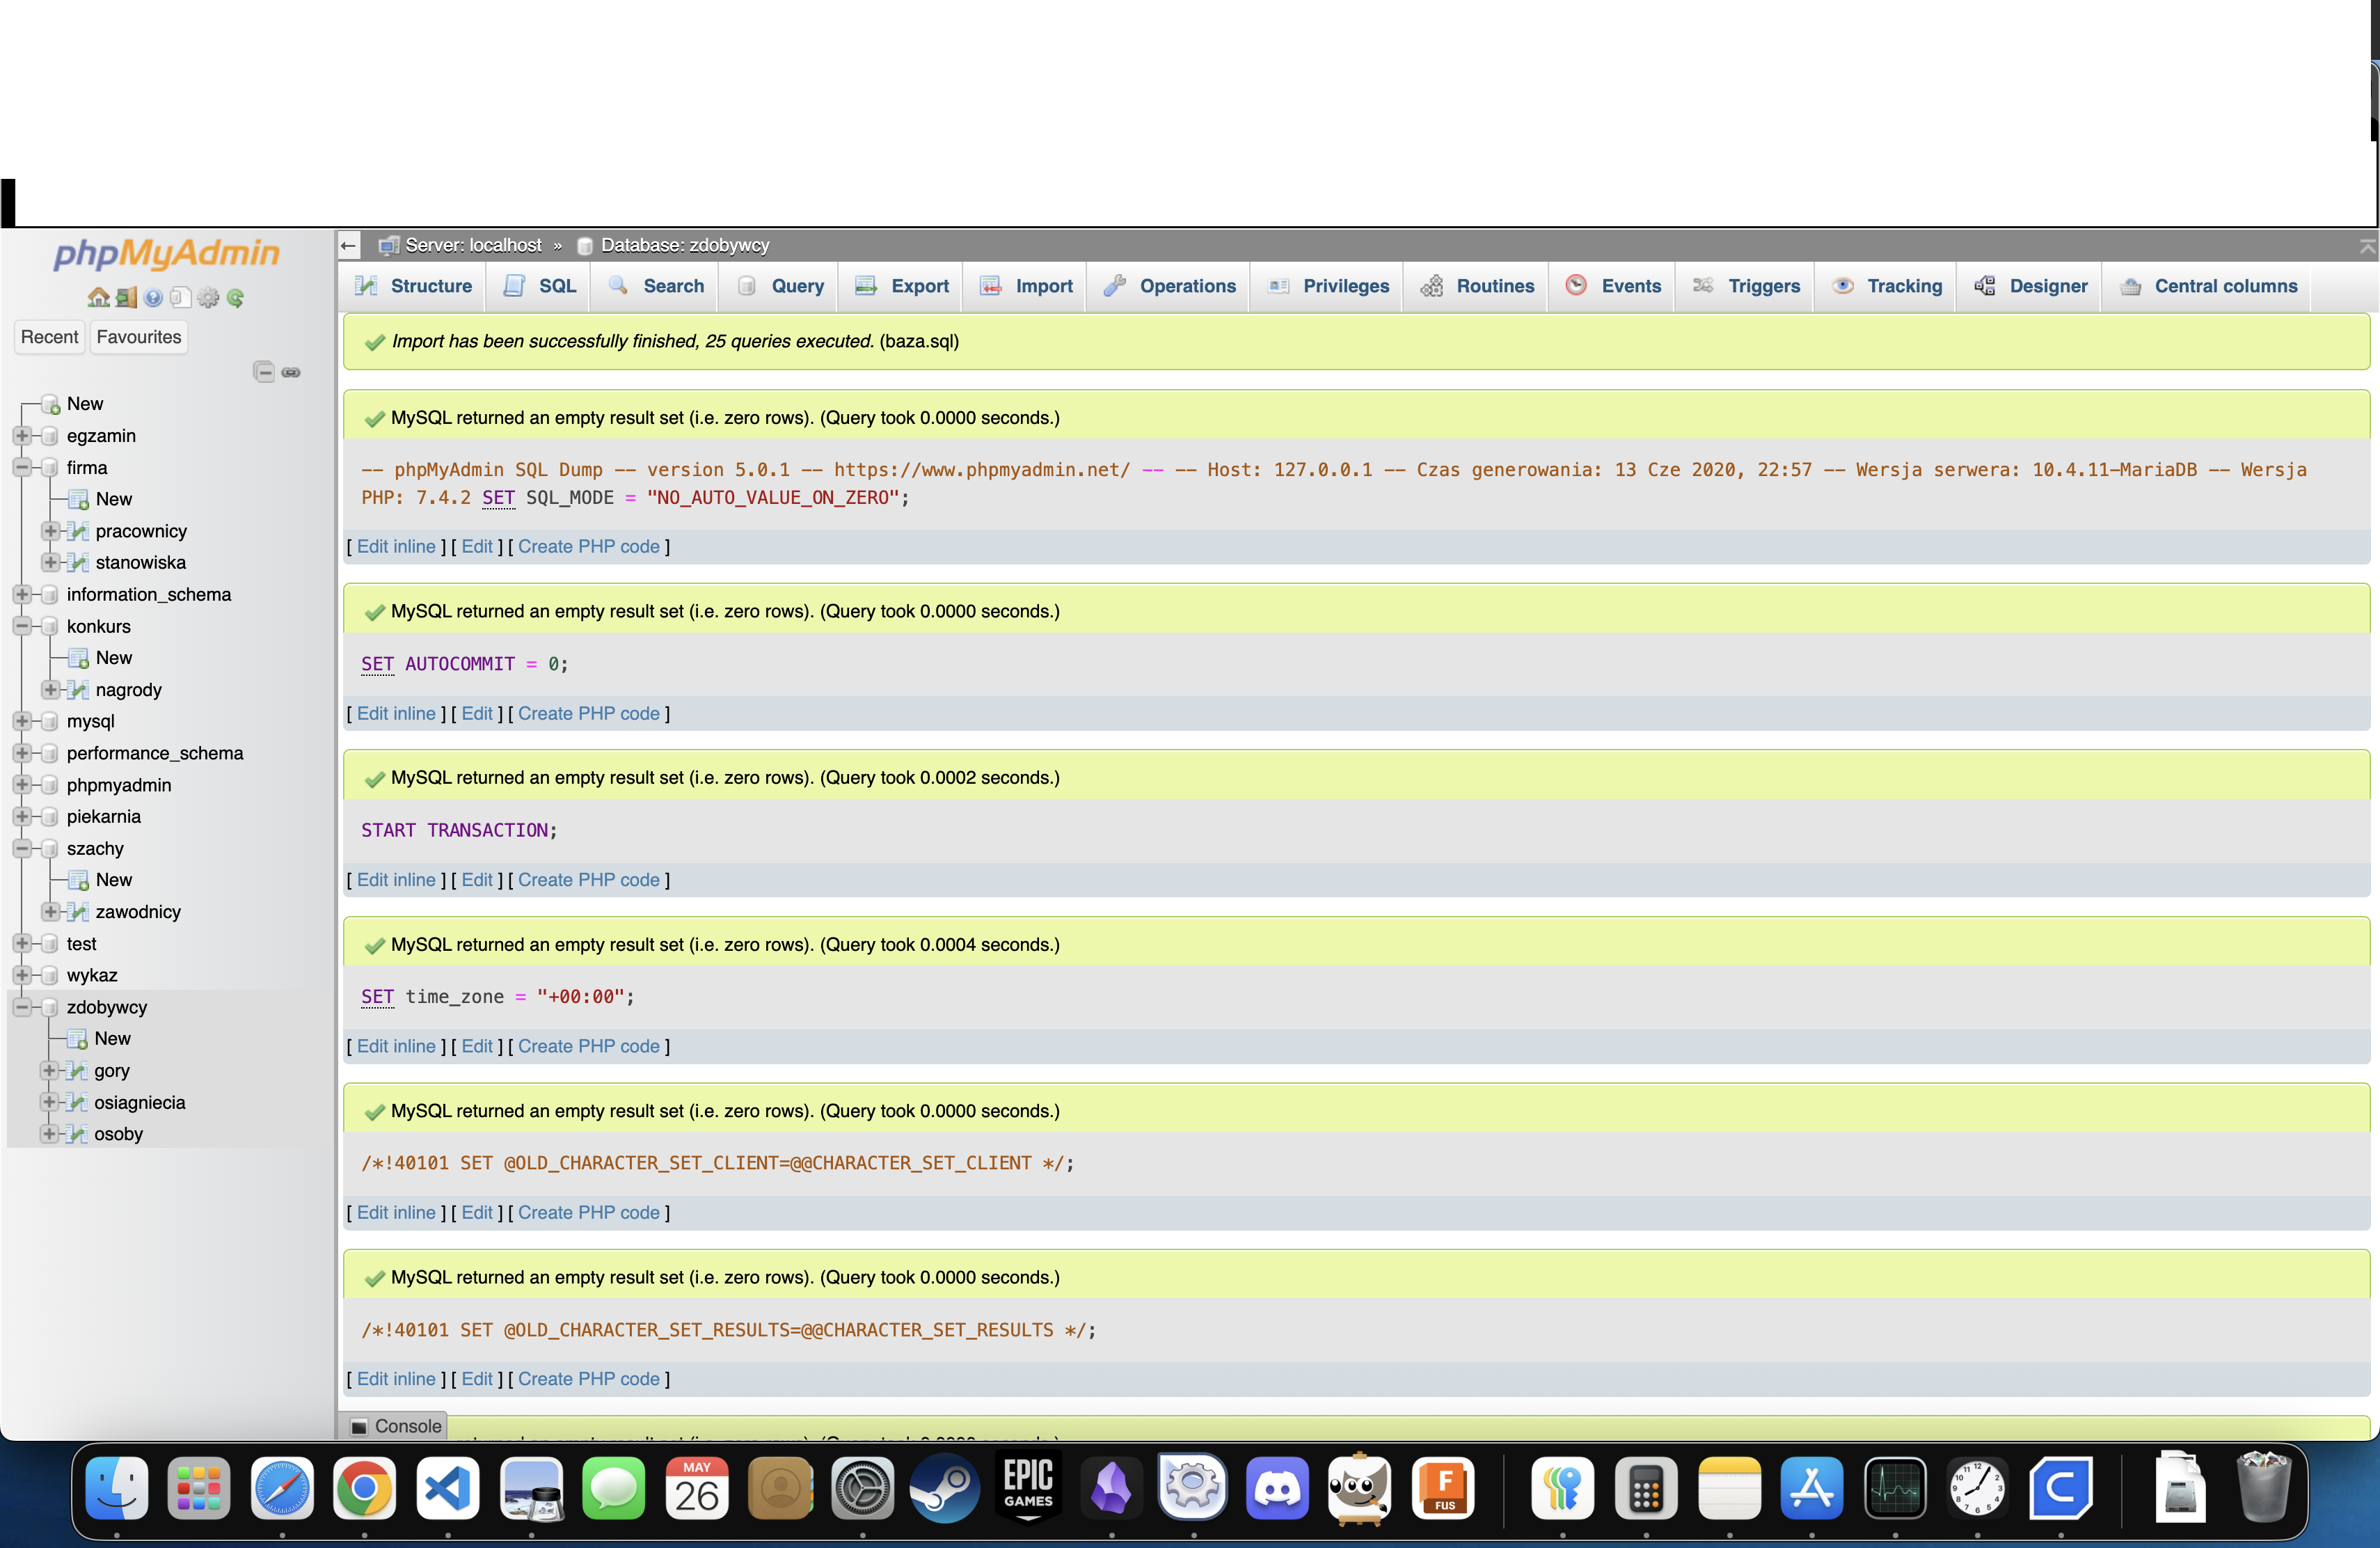 phpMyAdmin
Recent
Favourites
New
egzamin
firma
New
pracownicy
stanowiska
information_schema
konkurs
New
nagrody
mysql
performance_schema
phpmyadmin
piekarnia
szachy
New
zawodnicy
test
wykaz
zdobywcy
New
gory
osiagniecia
osoby
Server: localhost » Database: zdobywcy
Structure SQL Search Query Export Import Operations Privileges Routines Events Triggers Tracking Designer Central columns
Import has been successfully finished, 25 queries executed. (baza.sql)
MySQL returned an empty result set (i.e. zero rows). (Query took 0.0000 seconds.)
-- phpMyAdmin SQL Dump -- version 5.0.1 -- https://www.phpmyadmin.net/ -- -- Host: 127.0.0.1 -- Czas generowania: 13 Cze 2020, 22:57 -- Wersja serwera: 10.4.11-MariaDB -- Wersja
PHP: 7.4.2 SET SQL_MODE = "NO_AUTO_VALUE_ON_ZERO";
[ Edit inline ] [ Edit ] [ Create PHP code ]
MySQL returned an empty result set (i.e. zero rows). (Query took 0.0000 seconds.)
SET AUTOCOMMIT = 0;
[ Edit inline ] [ Edit ] [ Create PHP code ]
MySQL returned an empty result set (i.e. zero rows). (Query took 0.0002 seconds.)
START TRANSACTION;
[ Edit inline ] [ Edit ] [ Create PHP code ]
MySQL returned an empty result set (i.e. zero rows). (Query took 0.0004 seconds.)
SET time_zone = "+00:00";
[ Edit inline ] [ Edit ] [ Create PHP code ]
MySQL returned an empty result set (i.e. zero rows). (Query took 0.0000 seconds.)
/*!40101 SET @OLD_CHARACTER_SET_CLIENT=@@CHARACTER_SET_CLIENT */;
[ Edit inline ] [ Edit ] [ Create PHP code ]
MySQL returned an empty result set (i.e. zero rows). (Query took 0.0000 seconds.)
/*!40101 SET @OLD_CHARACTER_SET_RESULTS=@@CHARACTER_SET_RESULTS */;
[ Edit inline ] [ Edit ] [ Create PHP code ]
Console
MAY
26
EPIC
GAMES
F
FUS